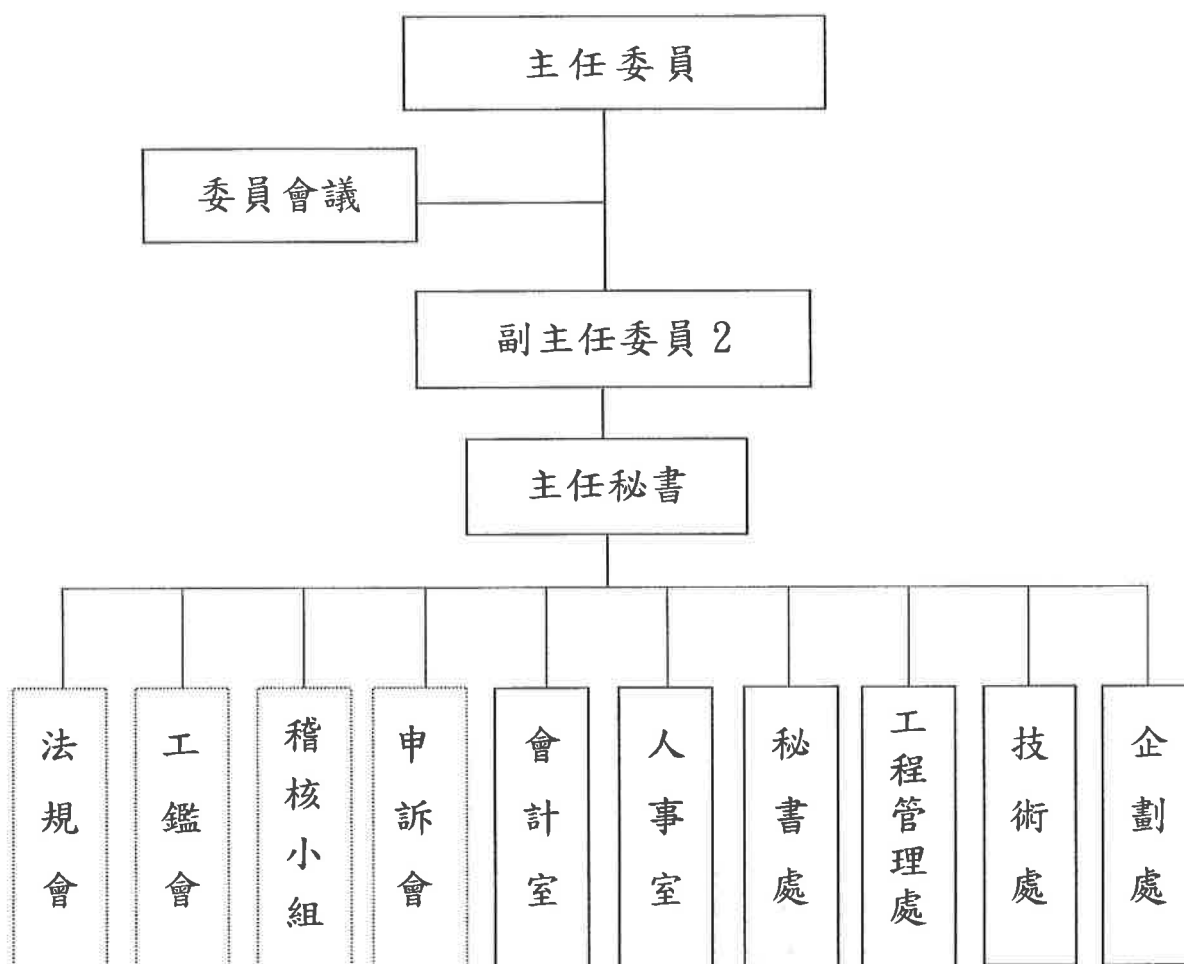 主任委員
委員會議
副主任委員 2
主任秘書
法規會
工鑑會
稽核小組
申訴會
會計室
人事室
秘書處
工程管理處
技術處
企劃處